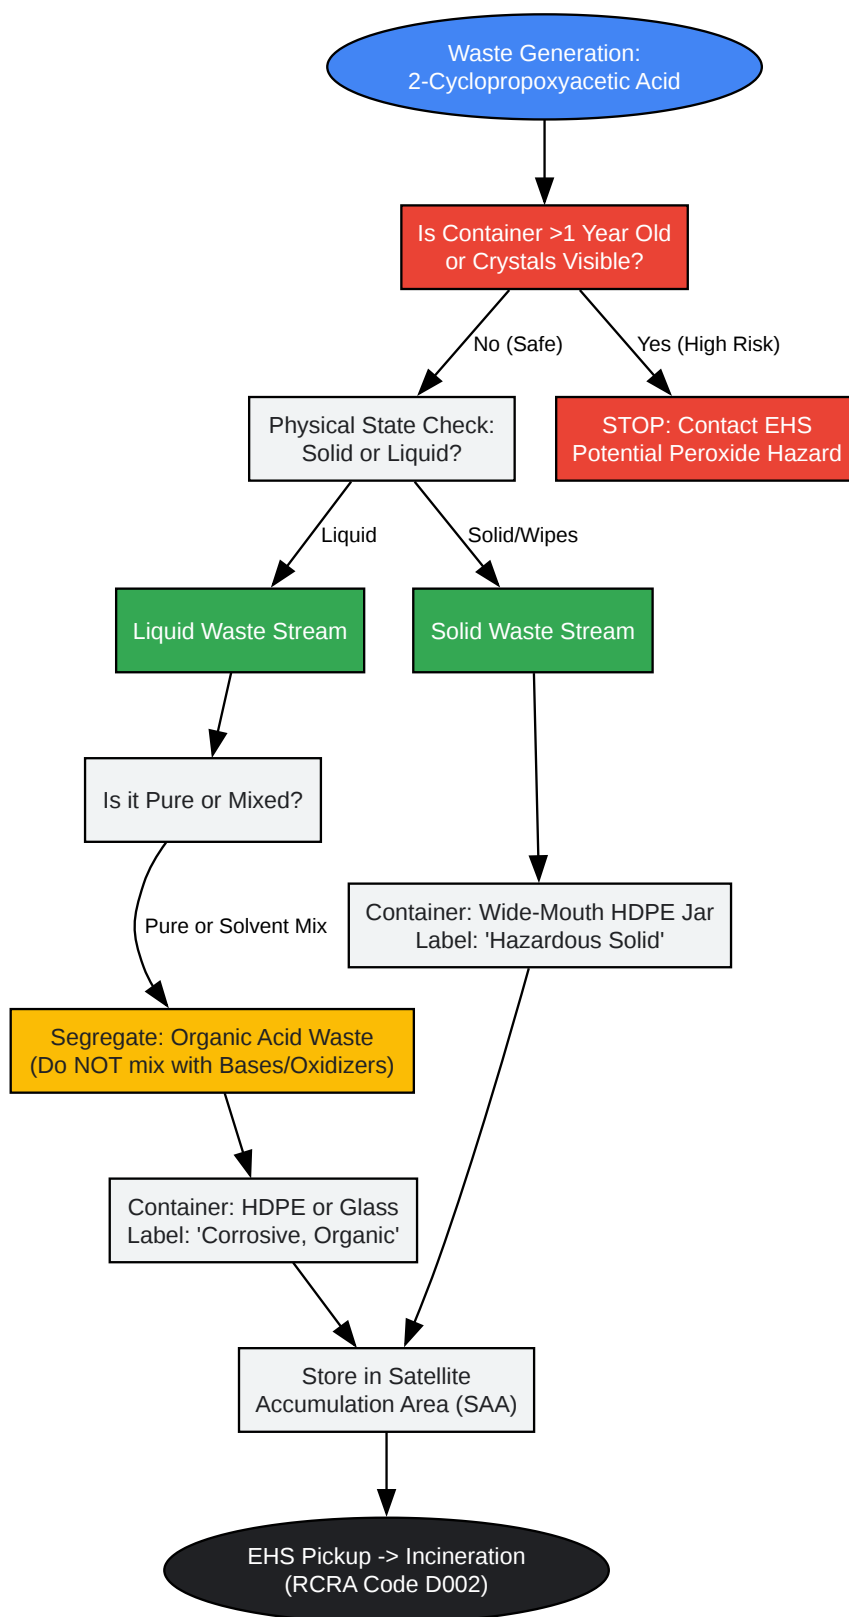 Waste Generation:
2-Cyclopropoxyacetic Acid
Is Container >1 Year Old
or Crystals Visible?
No (Safe)
Yes (High Risk)
Physical State Check:
Solid or Liquid?
STOP: Contact EHS
Potential Peroxide Hazard
Liquid
Solid/Wipes
Liquid Waste Stream
Solid Waste Stream
Is it Pure or Mixed?
Container: Wide-Mouth HDPE Jar
Label: 'Hazardous Solid'
Pure or Solvent Mix
Segregate: Organic Acid Waste
(Do NOT mix with Bases/Oxidizers)
Container: HDPE or Glass
Label: 'Corrosive, Organic'
Store in Satellite
Accumulation Area (SAA)
EHS Pickup -> Incineration
(RCRA Code D002)